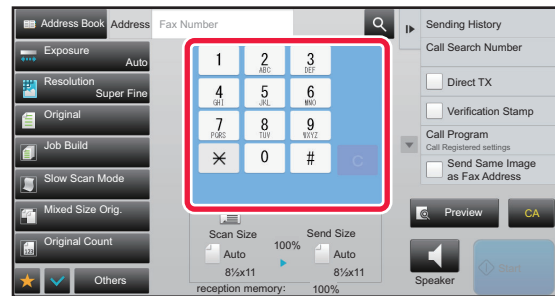 Address Book
Address
Fax Number
Exposure
Auto
Resolution
Super Fine
Original
Job Build
Slow Scan Mode
Mixed Size Orig.
Original Count
Others
1
2
ABC
3
DEF
4
GHI
5
JKL
6
MNO
7
PQRS
8
TUV
9
WXYZ
0
#
C
Scan Size
Send Size
Auto
100%
Auto
8½x11
8½x11
reception memory:
100%
Sending History
Call Search Number
Direct TX
Verification Stamp
Call Program
Call Registered settings
Send Same Image
as Fax Address
Preview
CA
Speaker
Start